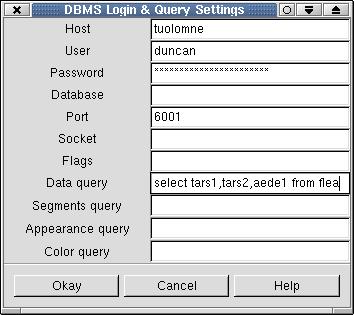 DBMS Login & Query Settings
Host tuolomne
User duncan
Password ***********************
Database
Port 6001
Socket
Flags
Data query select tars1,tars2,aede1 from flea
Segments query
Appearance query
Color query
Okay Cancel Help